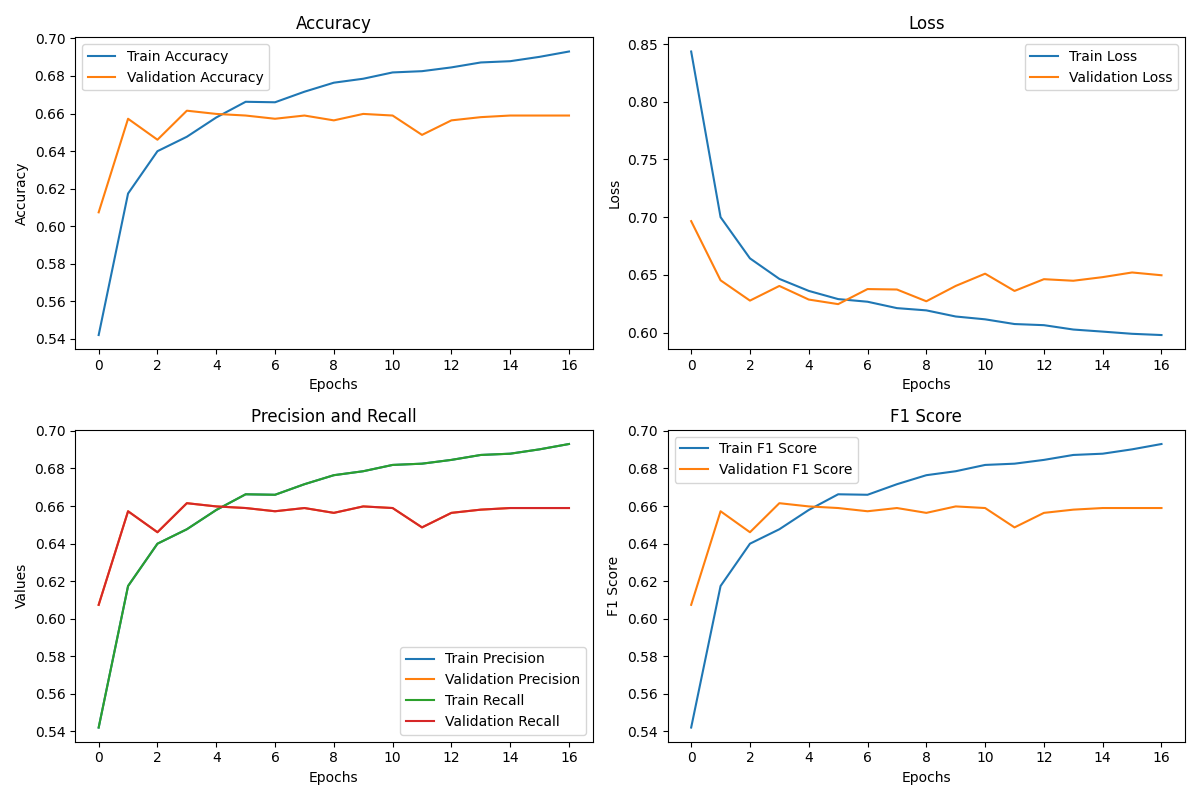 Accuracy
0.70
0.68
0.66
0.64
0.62
0.60
0.58
0.56
0.54
Accuracy
Train Accuracy
Validation Accuracy
0 2 4 6 8 10 12 14 16
Epochs
Loss
0.85
0.80
0.75
0.70
0.65
0.60
Loss
Train Loss
Validation Loss
0 2 4 6 8 10 12 14 16
Epochs
Precision and Recall
0.70
0.68
0.66
0.64
0.62
0.60
0.58
0.56
0.54
Values
Train Precision
Validation Precision
Train Recall
Validation Recall
0 2 4 6 8 10 12 14 16
Epochs
F1 Score
0.70
0.68
0.66
0.64
0.62
0.60
0.58
0.56
0.54
F1 Score
Train F1 Score
Validation F1 Score
0 2 4 6 8 10 12 14 16
Epochs